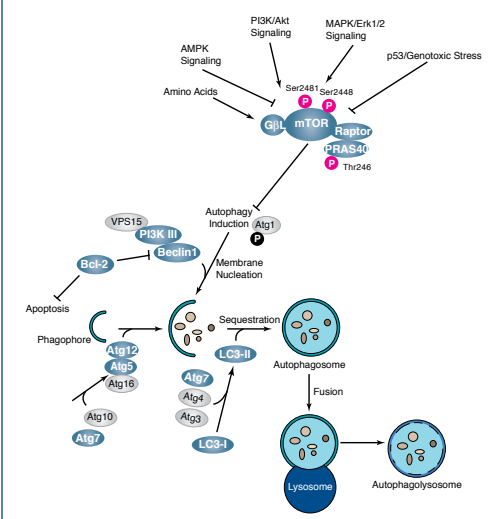 PI3K/Akt
Signaling
MAPK/Erk1/2
Signaling
AMPK
Signaling
p53/Genotoxic Stress
Amino Acids
Ser2481
Ser2448
P
P
GβL
mTOR
Raptor
PRAS40
P
Thr246
Autophagy
Induction
Atg1
P
VPS15
PI3K III
Beclin1
Bcl-2
Membrane
Nucleation
Apoptosis
Phagophore
Sequestration
Atg12
Atg5
Atg16
LC3-II
Autophagosome
Atg7
Atg4
Atg3
Fusion
Atg10
Atg7
LC3-I
Lysosome
Autophagolysosome